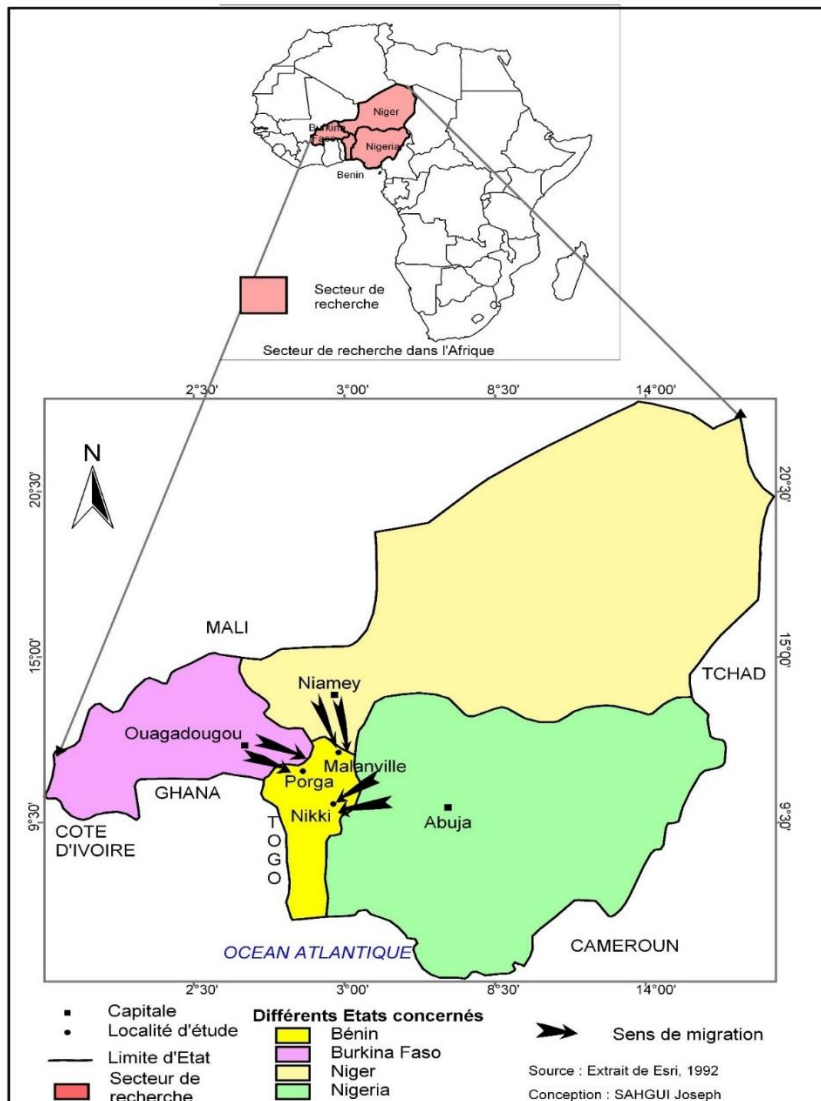 Niger
Burkina
Faso
Nigeria
Benin
Secteur de
recherche
Secteur de recherche dans l'Afrique
2°30' 3°00' 8°30' 14°00'
N
20°30' 20°30'
MALI
15°00' 15°00'
TCHAD
Niamey
Ouagadougou
Malanville
Porga
GHANA
Nikki
Abuja
9°30' 9°30'
COTE
D'IVOIRE
TOGO
OCEAN ATLANTIQUE
CAMEROUN
2°30' 3°00' 8°30' 14°00'
Capitale
Localité d'étude
Limite d'Etat
Secteur de
recherche
Différents Etats concernés
Bénin
Burkina Faso
Niger
Nigeria
Sens de migration
Source : Extrait de Esri, 1992
Conception : SAHGUI Joseph